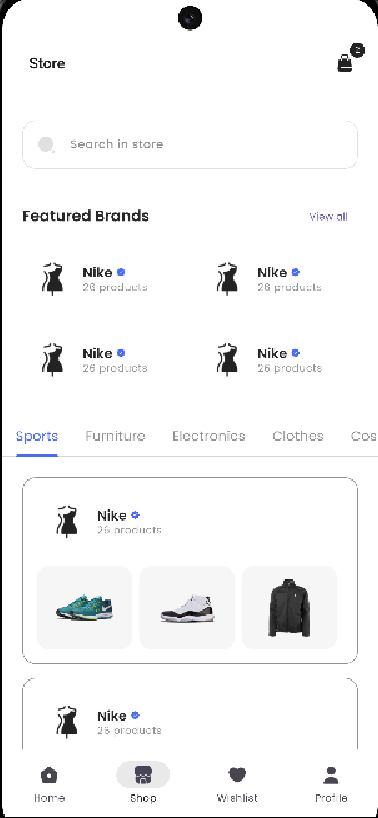 Store
2
Search in store
Featured Brands
View all
Nike
Nike
26 products
26 products
Nike
Nike
26 products
26 products
Sports Furniture Electronics Clothes Cos
Nike
26 products
Nike
26 products
Home Shop Wishlist Profile